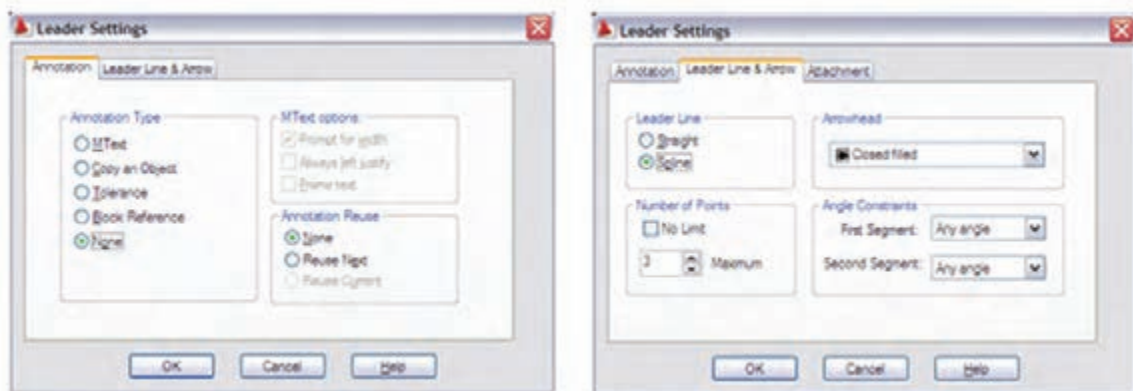 Leader Settings
Annotation
Leader Line & Arrow
Annotation Type
MText
Copy an Object
Tolerance
Block Reference
None
MText options
Prompt for width
Always left justify
Frame text
Annotation Reuse
None
Reuse Next
Reuse Current
OK
Cancel
Help
Leader Settings
Annotation
Leader Line & Arrow
Attachment
Leader Line
Straight
Spline
Arrowhead
Closed filled
Number of Points
No Limit
3
Maximum
Angle Constraints
First Segment:
Any angle
Second Segment:
Any angle
OK
Cancel
Help